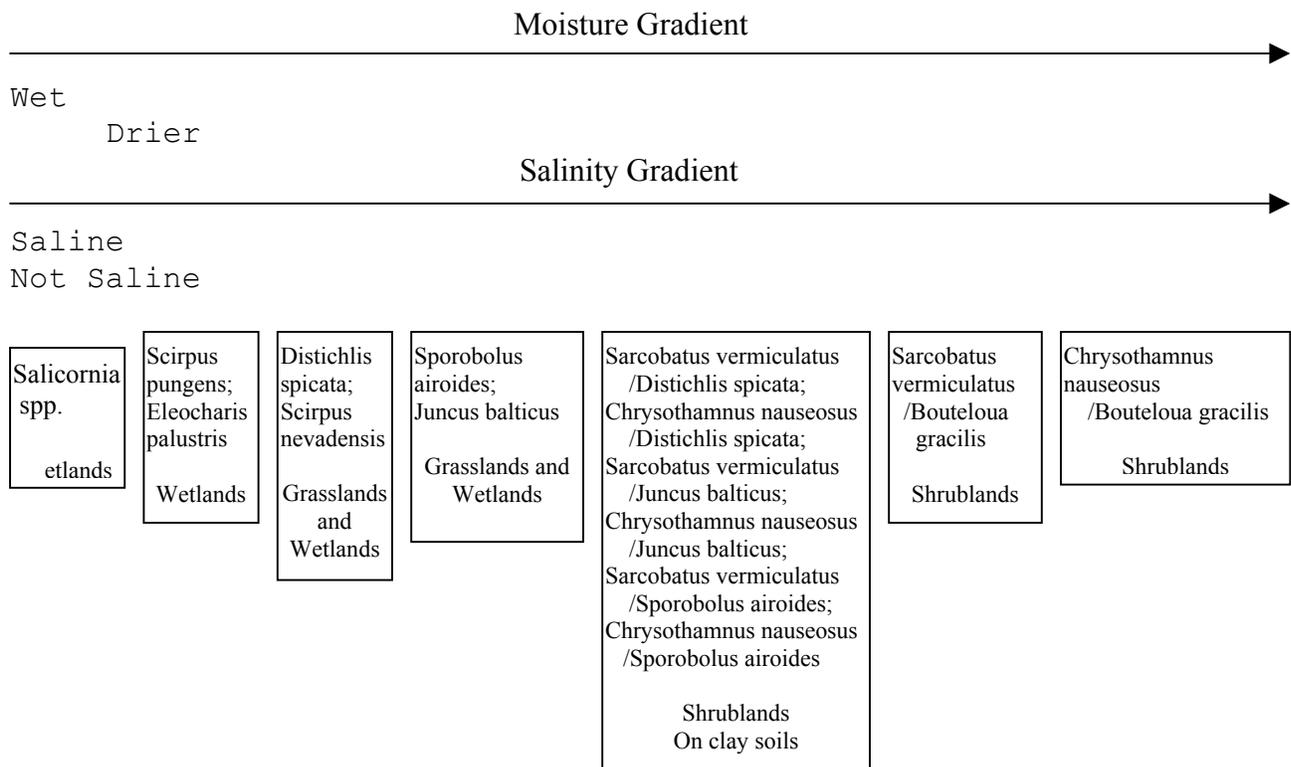 Moisture Gradient
Wet
Drier
Salinity Gradient
Saline
Not Saline
Salicornia
spp.
etlands
Scirpus
pungens;
Eleocharis
palustris
Wetlands
Distichlis
spicata;
Scirpus
nevadensis
Grasslands
and
Wetlands
Sporobolus
airoides;
Juncus balticus
Grasslands and
Wetlands
Sarcobatus vermiculatus
/Distichlis spicata;
Chrysothamnus nauseosus
/Distichlis spicata;
Sarcobatus vermiculatus
/Juncus balticus;
Chrysothamnus nauseosus
/Juncus balticus;
Sarcobatus vermiculatus
/Sporobolus airoides;
Chrysothamnus nauseosus
/Sporobolus airoides
Shrublands
On clay soils
Sarcobatus
vermiculatus
/Bouteloua
gracilis
Shrublands
Chrysothamnus
nauseosus
/Bouteloua gracilis
Shrublands